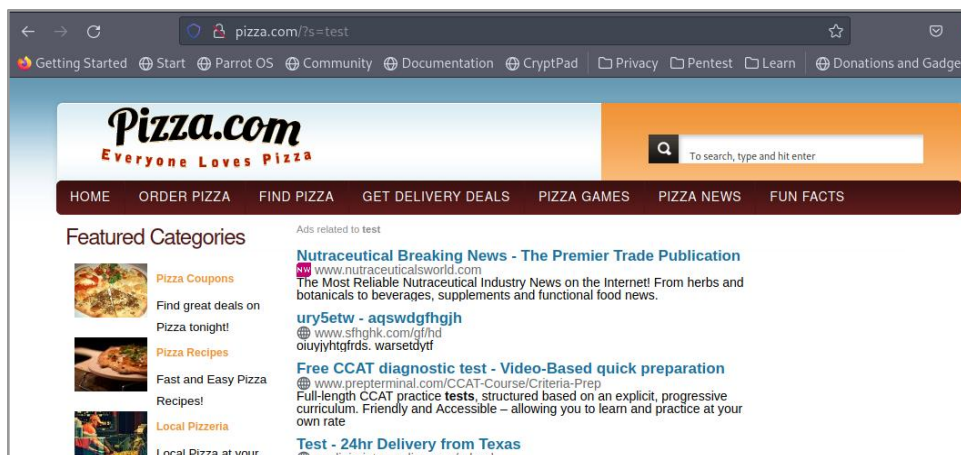 pizza.com/?s=test
Getting Started Start Parrot OS Community Documentation CryptPad Privacy Pentest Learn Donations and Gadge
Pizza.com
Everyone Loves Pizza
To search, type and hit enter
HOME ORDER PIZZA FIND PIZZA GET DELIVERY DEALS PIZZA GAMES PIZZA NEWS FUN FACTS
Featured Categories
Pizza Coupons
Find great deals on
Pizza tonight!
Pizza Recipes
Fast and Easy Pizza
Recipes!
Local Pizzeria
Local Pizza at your
Ads related to test
Nutraceutical Breaking News - The Premier Trade Publication
NW www.nutraceuticalsworld.com
The Most Reliable Nutraceutical Industry News on the Internet! From herbs and
botanicals to beverages, supplements and functional food news.
ury5etw - aqswdgfhgjh
www.sfhghk.com/gf/hd
oiuyjyhtgfrds. warsetdytf
Free CCAT diagnostic test - Video-Based quick preparation
www.prepterminal.com/CCAT-Course/Criteria-Prep
Full-length CCAT practice tests, structured based on an explicit, progressive
curriculum. Friendly and Accessible – allowing you to learn and practice at your
own rate
Test - 24hr Delivery from Texas